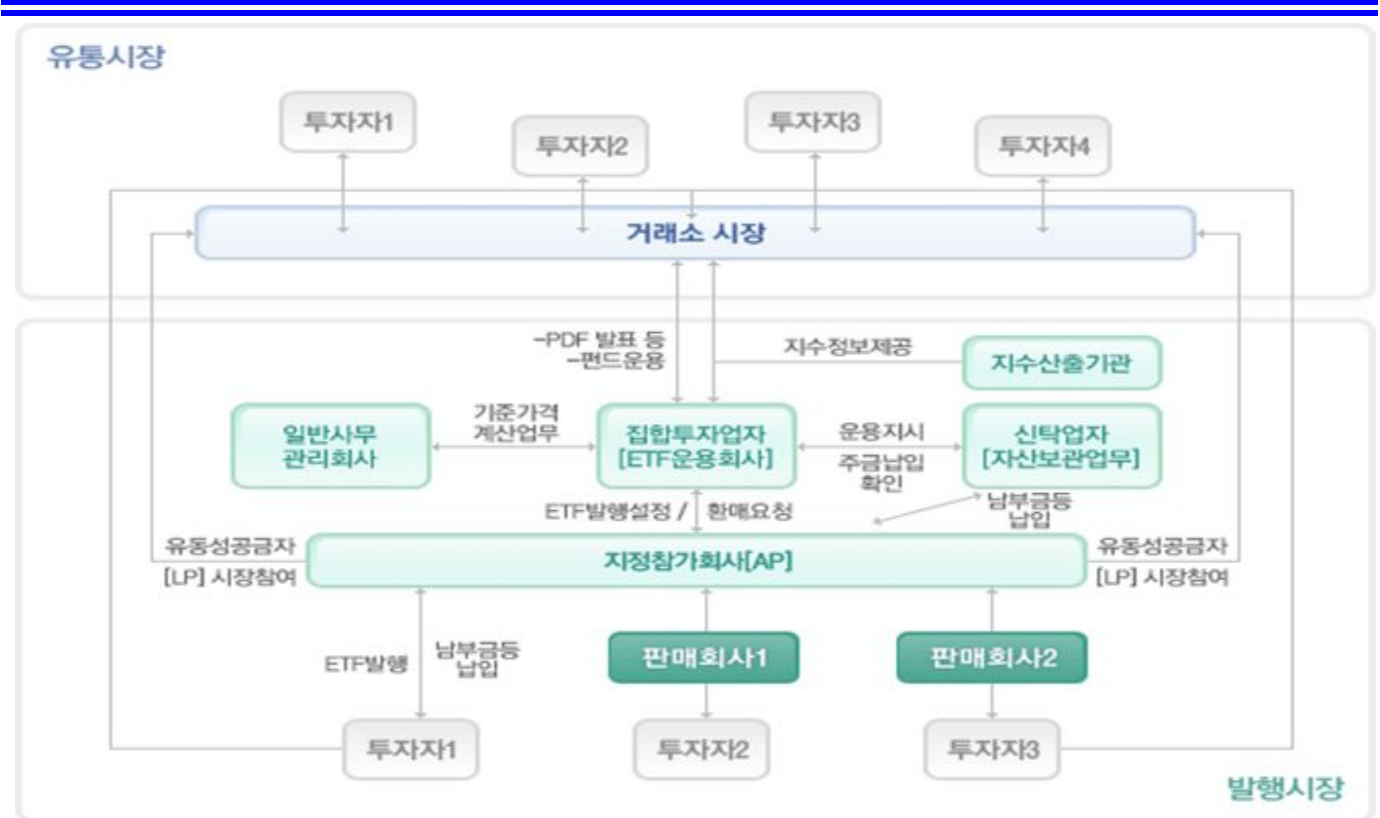 유통시장
투자자1
투자자2
투자자3
투자자4
거래소 시장
-PDF 발표 등
-펀드운용
지수정보제공
지수산출기관
일반사무
관리회사
기준가격
계산업무
집합투자업자
[ETF운용회사]
운용지시
주금납입
확인
신탁업자
[자산보관업무]
ETF발행설정 / 환매요청
남부금등
납입
유동성공급자
[LP] 시장참여
지정참가회사[AP]
유동성공급자
[LP] 시장참여
ETF발행
남부금등
납입
판매회사1
판매회사2
투자자1
투자자2
투자자3
발행시장